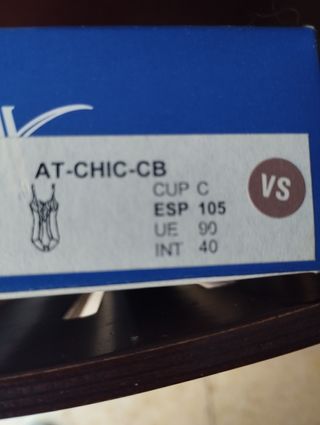 AT-CHIC-CB
CUP C
ESP 105
UE 90
INT 40
VS